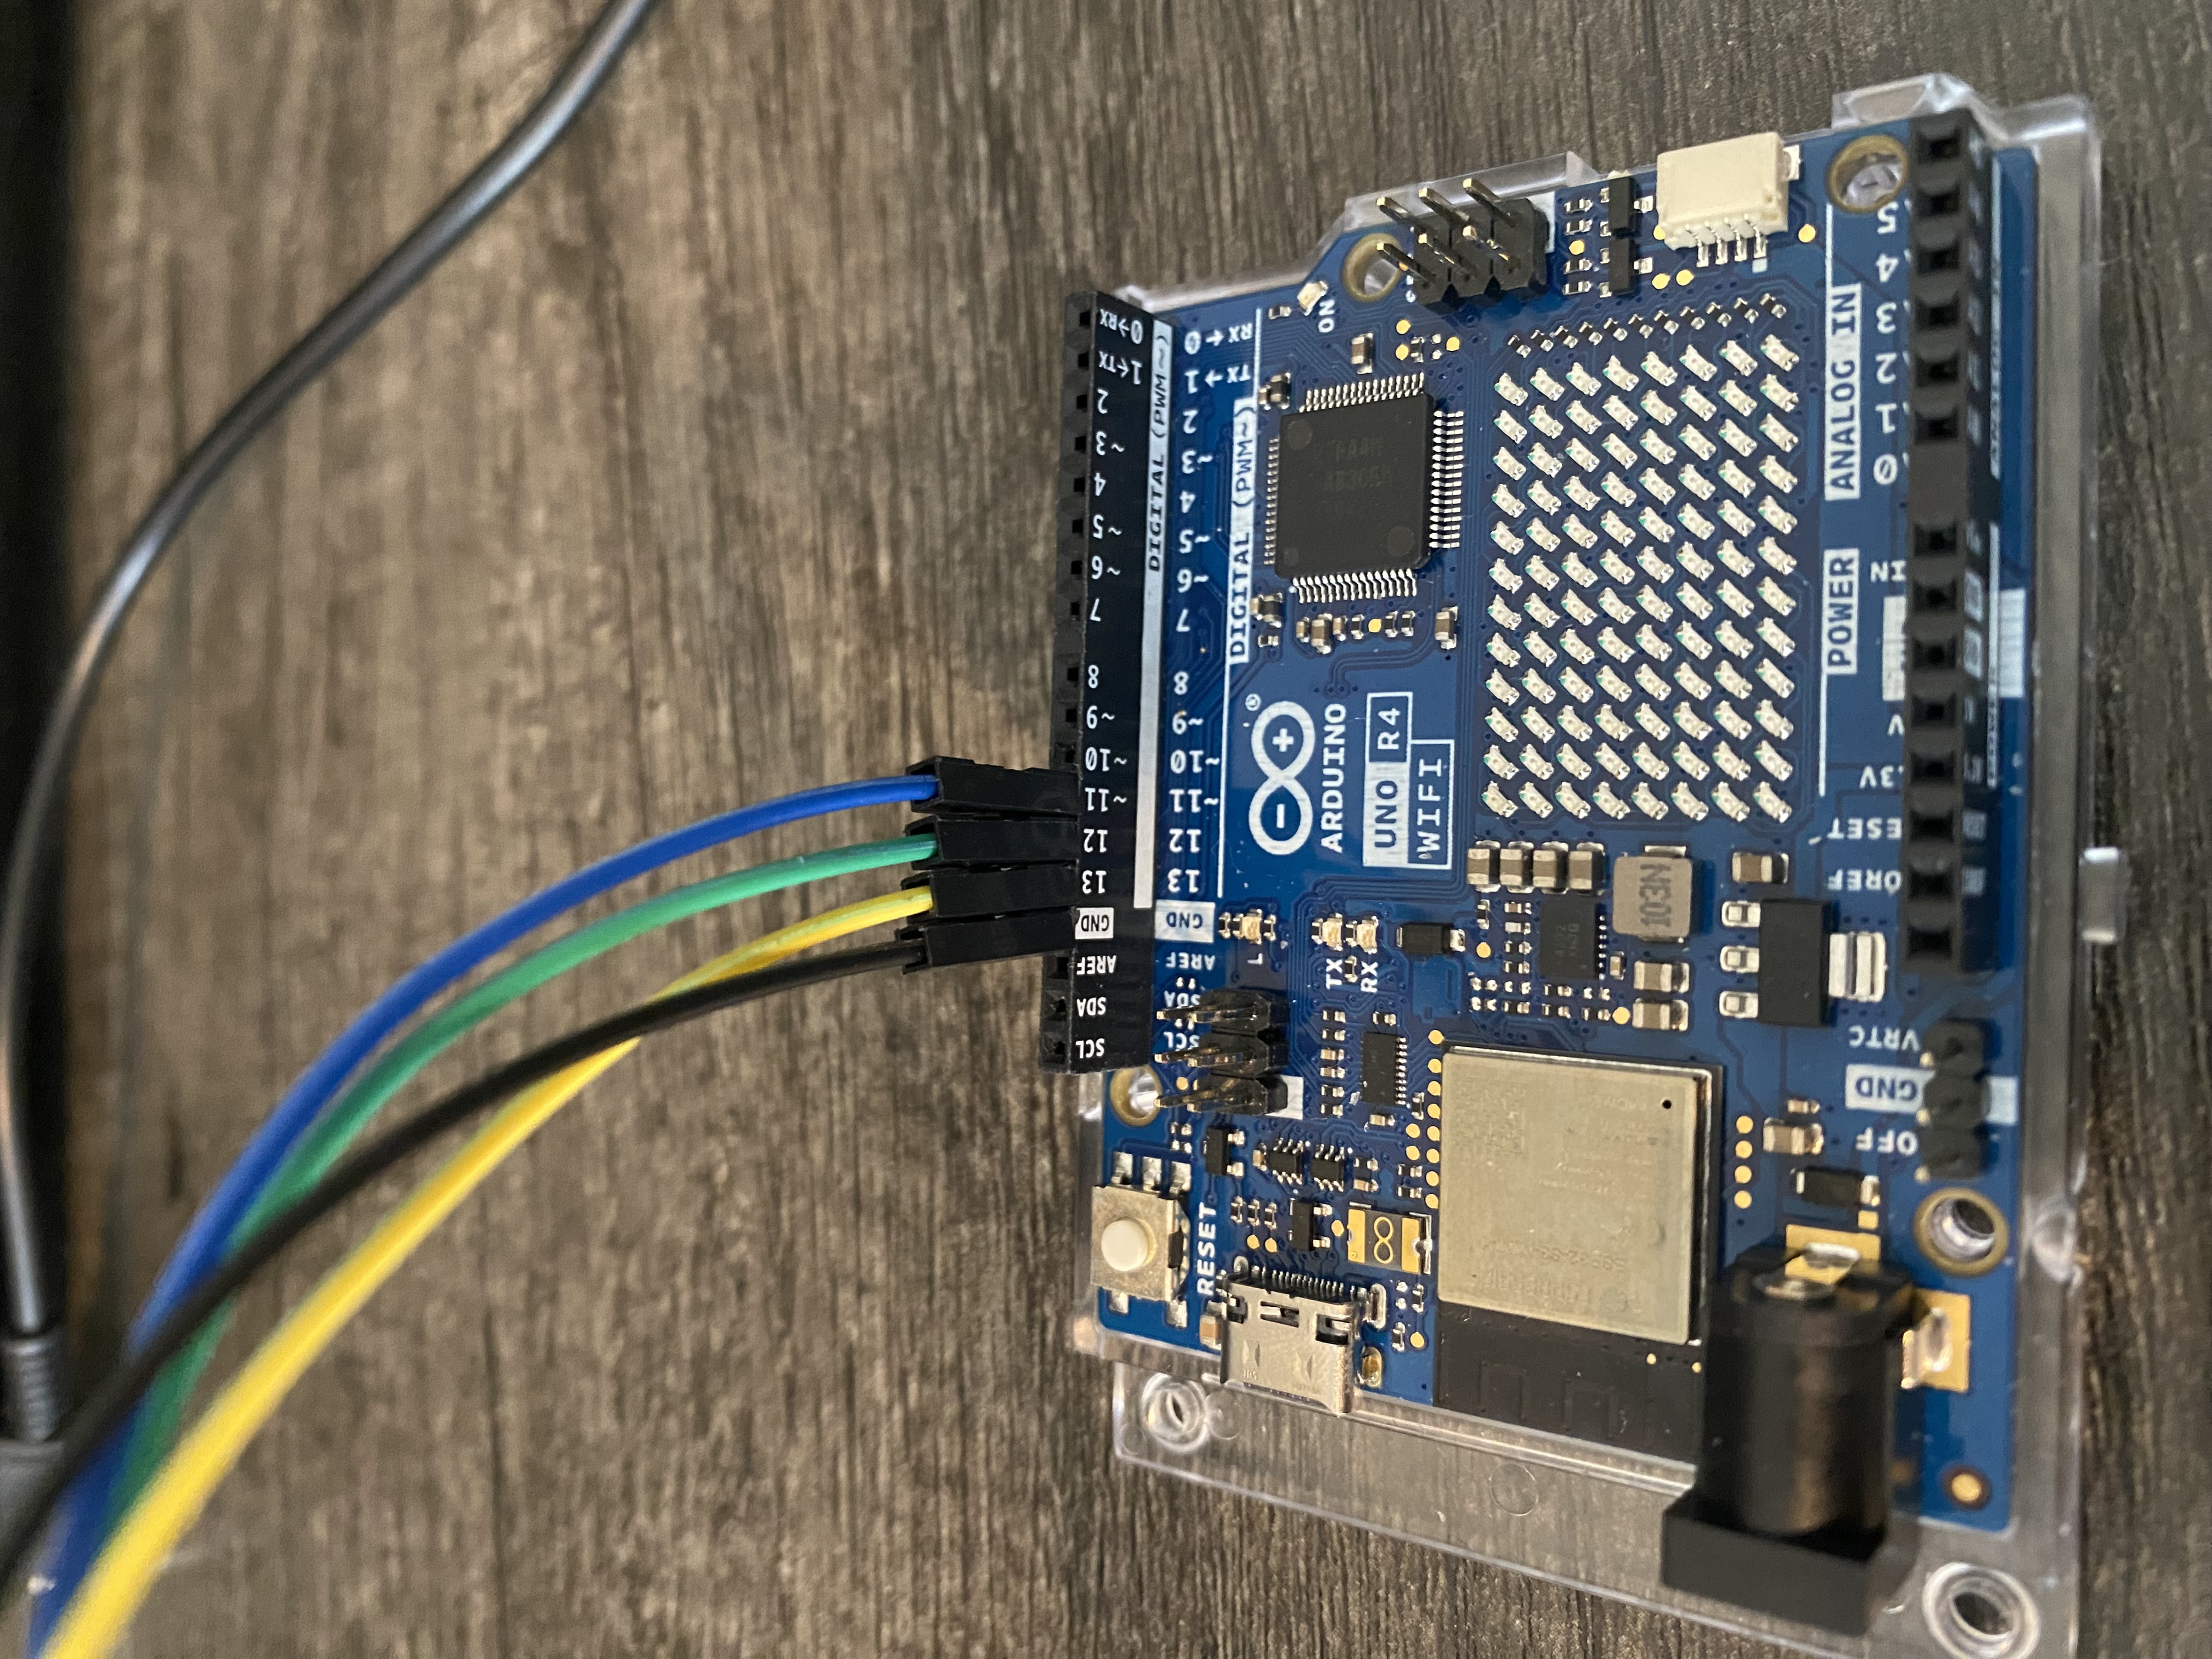 SCL SDA AREF GND 13 12 ~11 ~10 ~9 8 7 ~6 ~5 4 ~3 2 1←TX 0→RX
DIGITAL (PWM~)
SCL SDA AREF GND 13 12 ~11 ~10 ~9 8 7 ~6 ~5 4 ~3 2 TX→1 RX←0
RESET
DIGITAL (PWM~)
L
ARDUINO
ON
TX
RX
UNO R4
WIFI
103N
POWER ANALOG IN
OFF GND VRTC